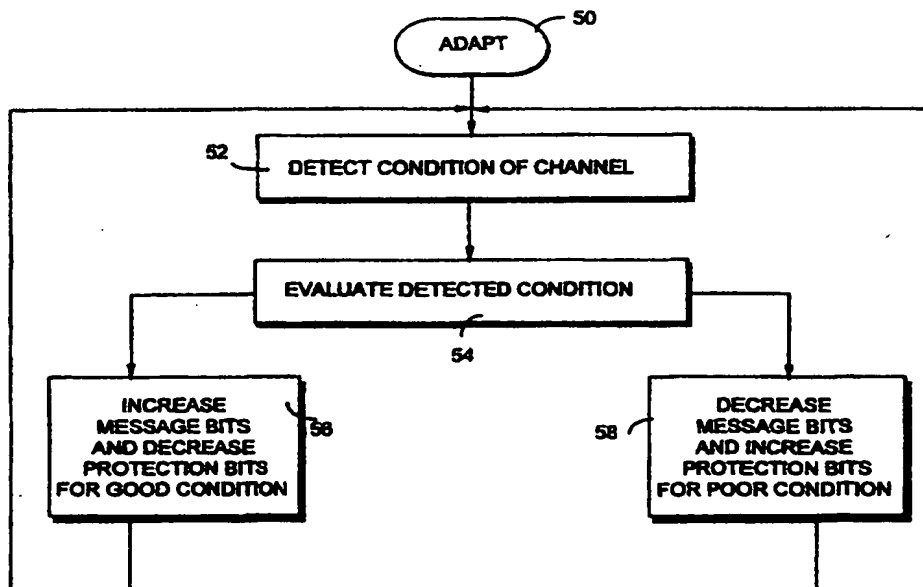 50
ADAPT
52
DETECT CONDITION OF CHANNEL
EVALUATE DETECTED CONDITION
54
INCREASE
MESSAGE BITS
AND DECREASE
PROTECTION BITS
FOR GOOD CONDITION
56
58
DECREASE
MESSAGE BITS
AND INCREASE
PROTECTION BITS
FOR POOR CONDITION